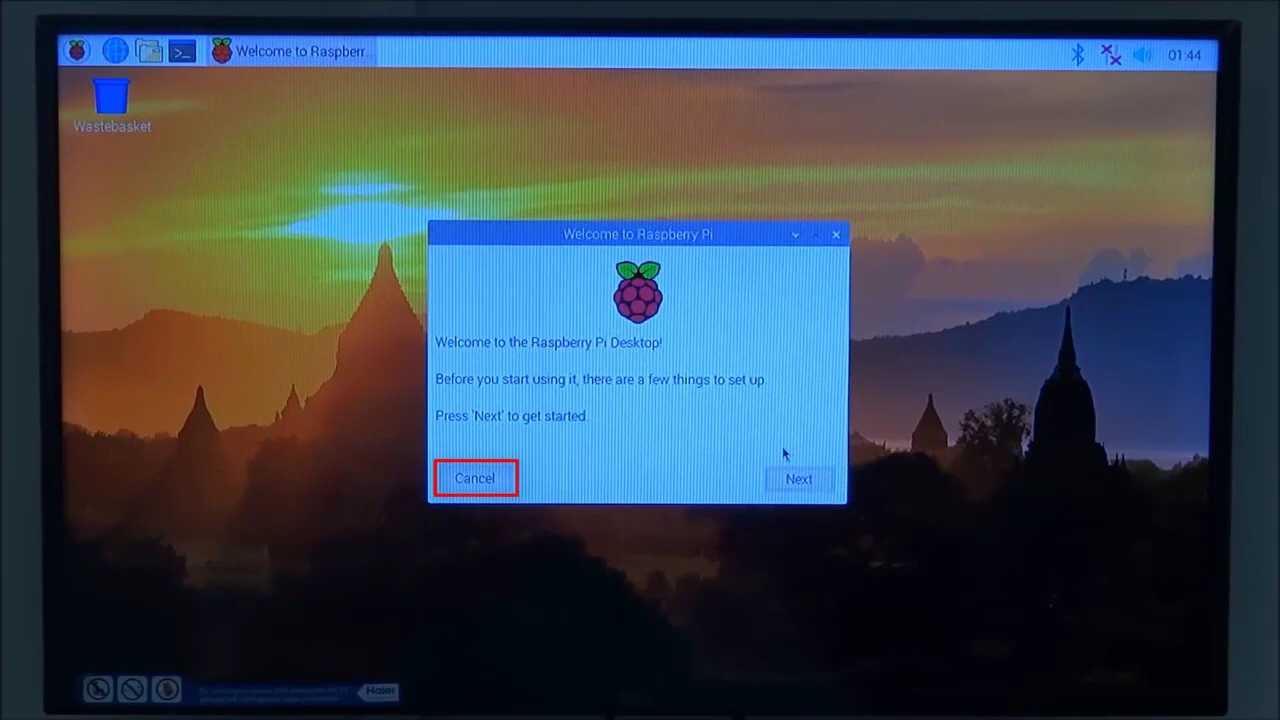 Welcome to Raspberr...
01:44
Wastebasket
Welcome to Raspberry Pi
Welcome to the Raspberry Pi Desktop!
Before you start using it, there are a few things to set up.
Press 'Next' to get started.
Cancel
Next
Haier